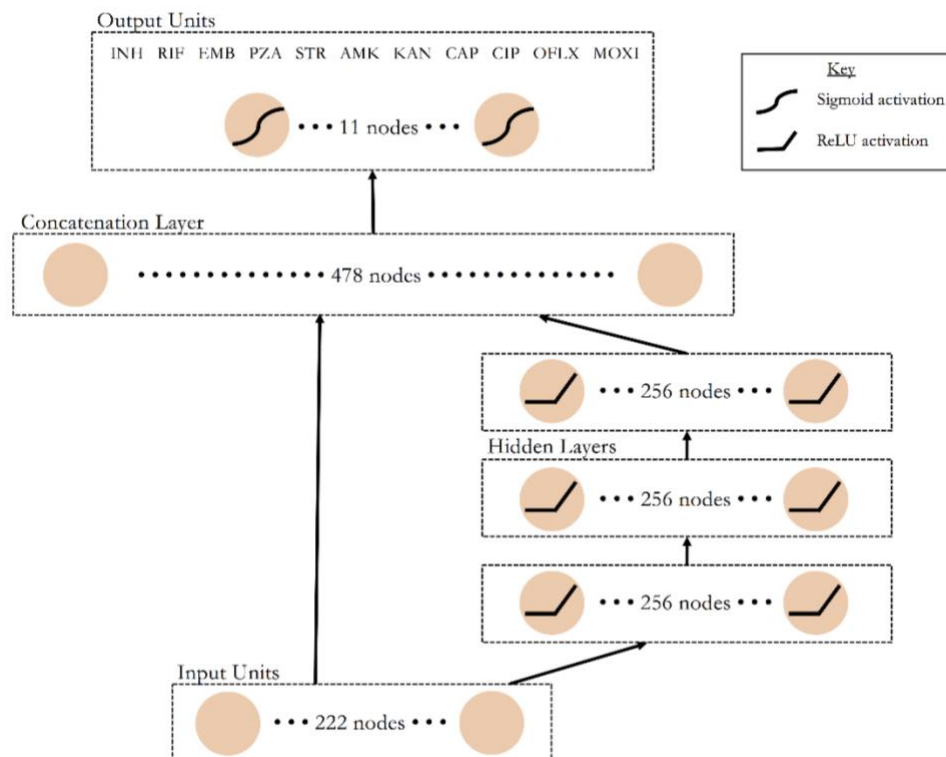 Output Units
INH RIF EMB PZA STR AMK KAN CAP CIP OFLX MOXI
••• 11 nodes •••
Key
Sigmoid activation
ReLU activation
Concatenation Layer
••••••••••••• 478 nodes •••••••••••••
••• 256 nodes •••
Hidden Layers
••• 256 nodes •••
••• 256 nodes •••
Input Units
••• 222 nodes •••